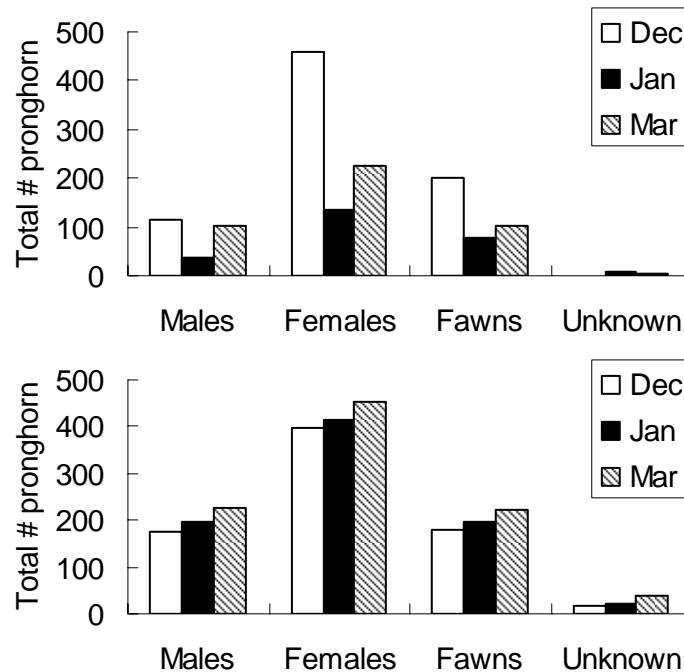 Total # pronghorn
500
400
300
200
100
0
Dec
Jan
Mar
Males Females Fawns Unknown
Total # pronghorn
500
400
300
200
100
0
Dec
Jan
Mar
Males Females Fawns Unknown